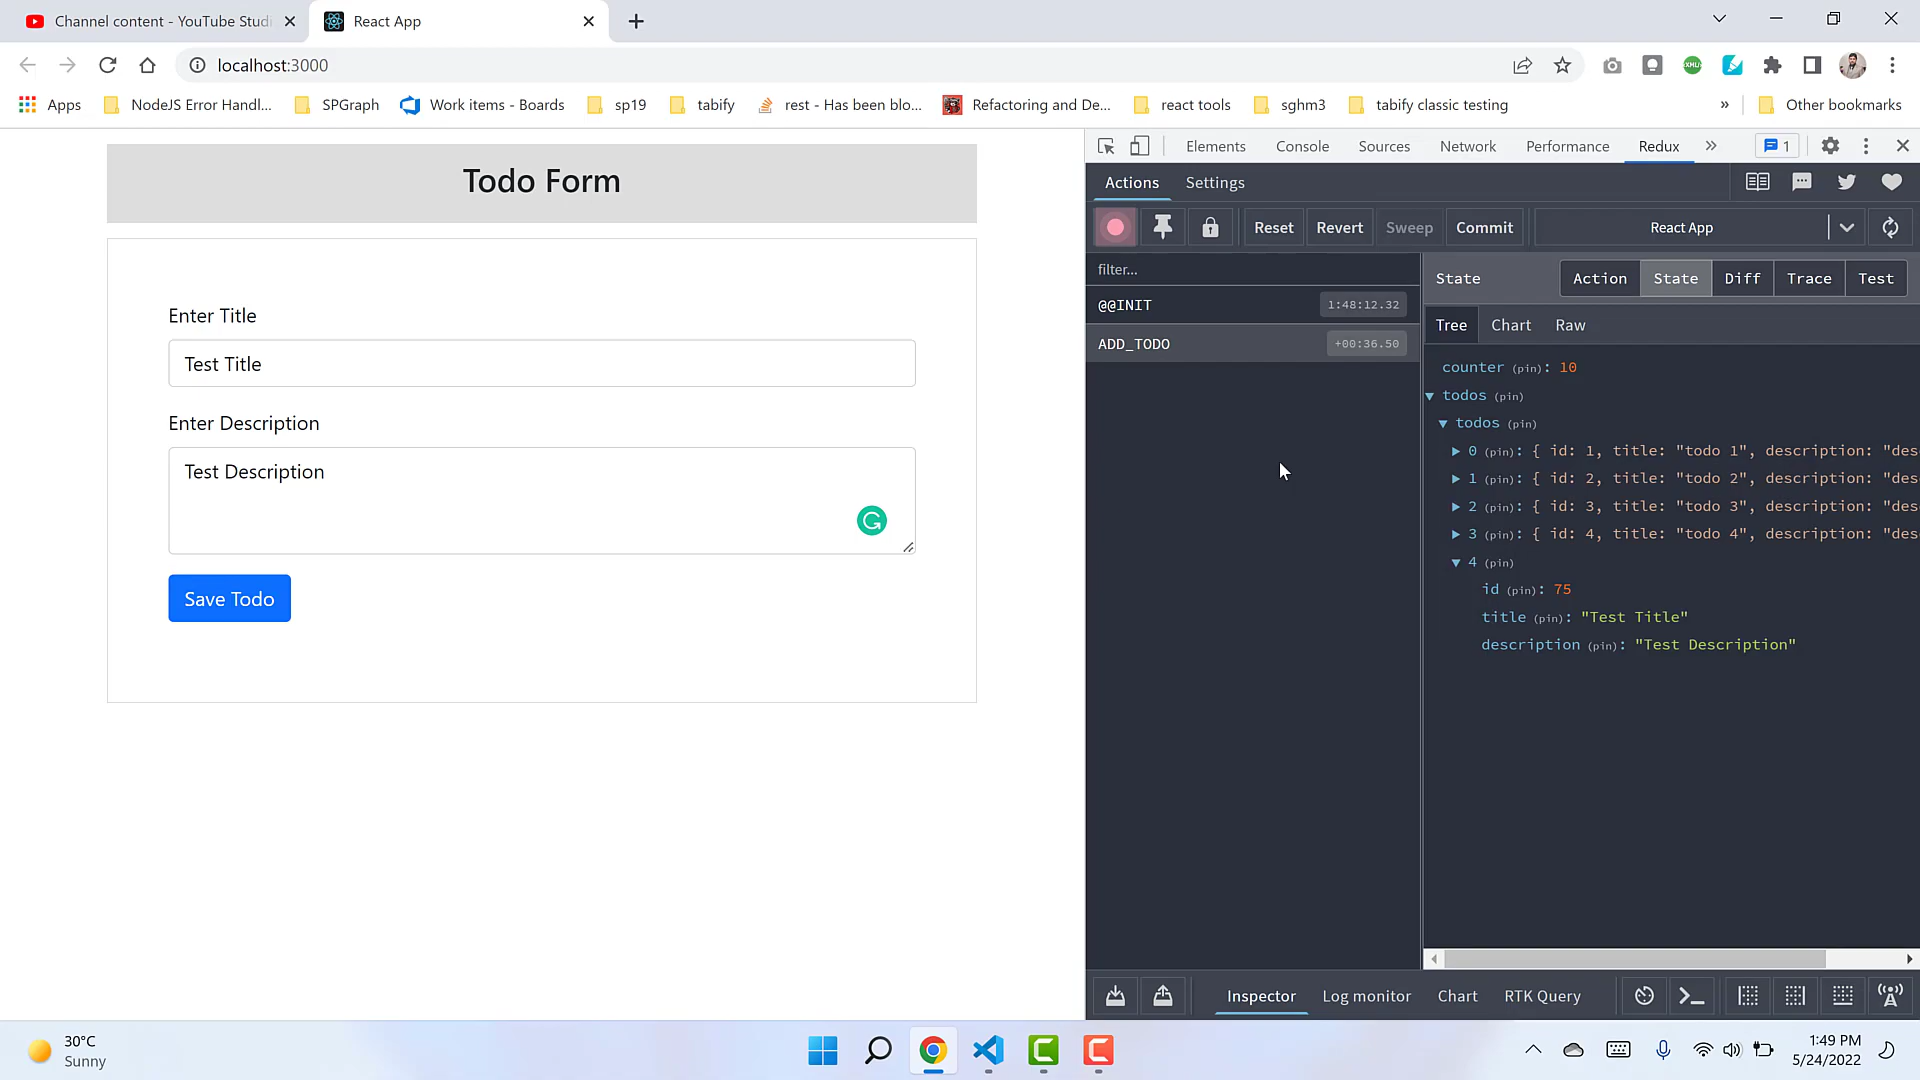 Channel content - YouTube Studi
React App
localhost:3000
Apps
NodeJS Error Handl...
SPGraph
Work items - Boards
sp19
tabify
rest - Has been blo...
Refactoring and De...
react tools
sghm3
tabify classic testing
»
Other bookmarks
Todo Form
Enter Title
Test Title
Enter Description
Test Description
Save Todo
Elements
Console
Sources
Network
Performance
Redux
»
1
Actions
Settings
Reset
Revert
Sweep
Commit
React App
filter...
@@INIT
1:48:12.32
ADD_TODO
+00:36.50
State
Action
State
Diff
Trace
Test
Tree
Chart
Raw
counter (pin): 10
todos (pin)
todos (pin)
0 (pin): { id: 1, title: "todo 1", description: "des
1 (pin): { id: 2, title: "todo 2", description: "des
2 (pin): { id: 3, title: "todo 3", description: "des
3 (pin): { id: 4, title: "todo 4", description: "des
4 (pin)
id (pin): 75
title (pin): "Test Title"
description (pin): "Test Description"
Inspector
Log monitor
Chart
RTK Query
30°C
Sunny
1:49 PM
5/24/2022